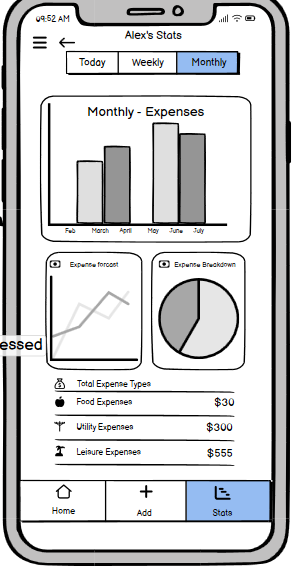 09:52 AM
Alex's Stats
Today Weekly Monthly
Monthly - Expenses
Feb March April May June July
Expense forcast
Expense Breakdown
essed
Total Expense Types
Food Expenses $30
Utility Expenses $300
Leisure Expenses $555
Home Add Stats